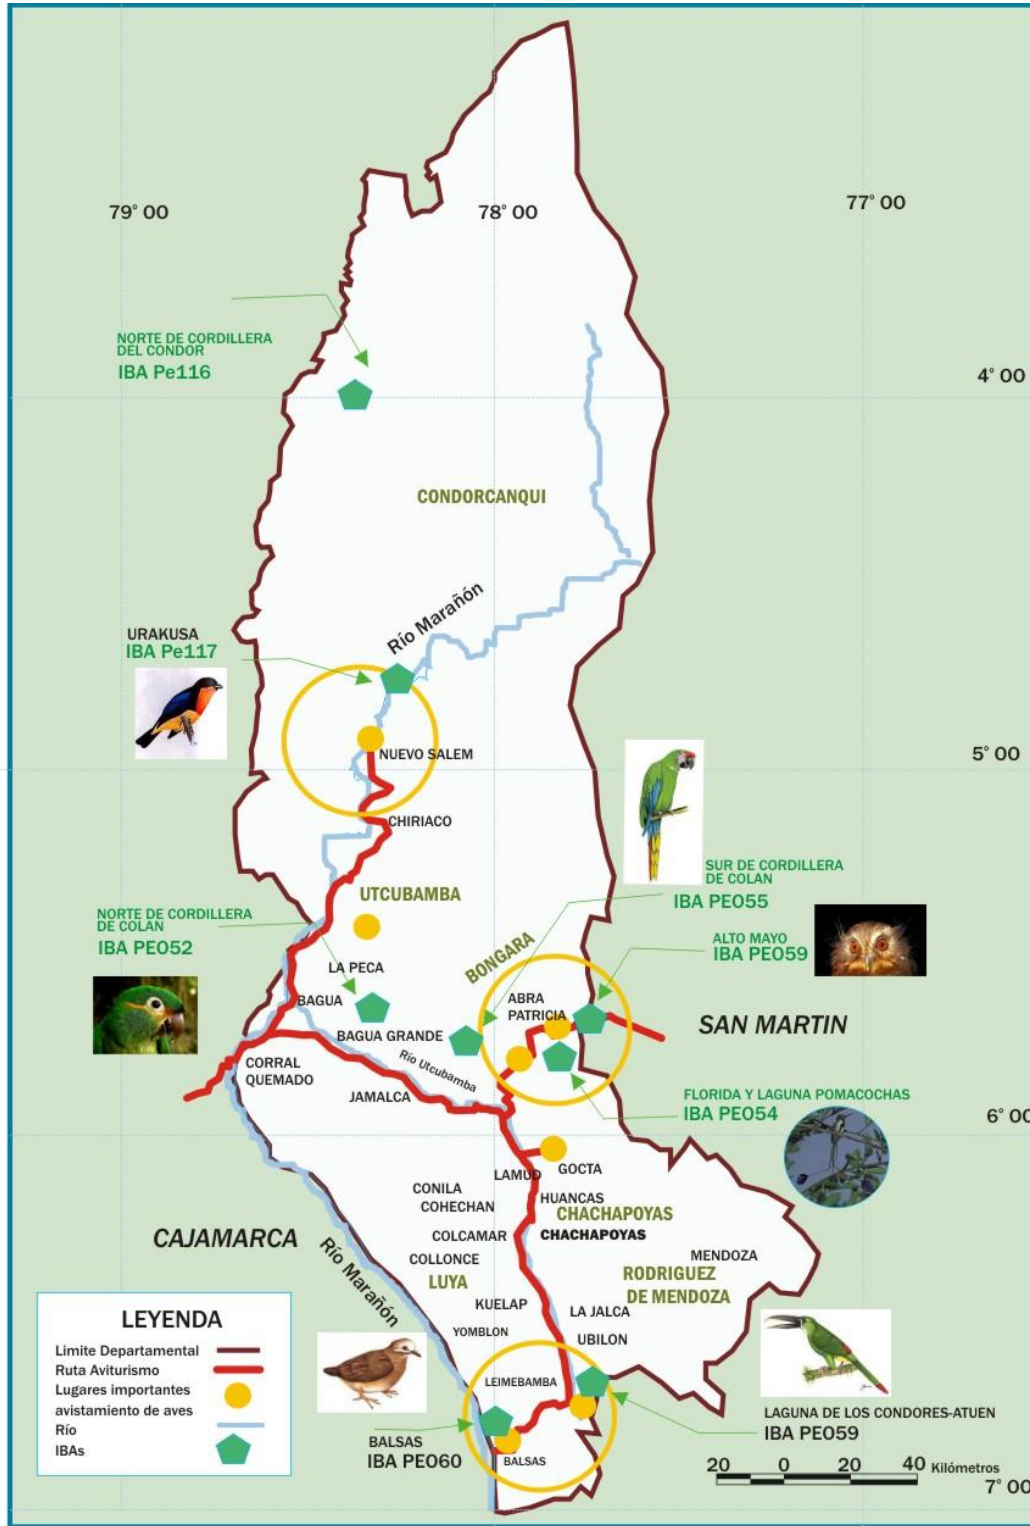 79° 00
78° 00
77° 00
NORTE DE CORDILLERA
DEL CONDOR
IBA Pe116
4° 00
CONDORCANQUI
Río Marañón
URAKUSA
IBA Pe117
NUEVO SALEM
5° 00
CHIRIACO
SUR DE CORDILLERA
DE COLAN
IBA PE055
UTCUBAMBA
NORTE DE CORDILLERA
DE COLAN
IBA PE052
BONGARA
ALTO MAYO
IBA PE059
LA PECA
BAGUA
ABRA
PATRICIA
SAN MARTIN
BAGUA GRANDE
Río Utcubamba
CORRAL
QUEMADO
JAMALCA
FLORIDA Y LAGUNA POMACOCHAS
IBA PE054
6° 00
LAMUD
GOCTA
CONILA
COHECHAN
HUANCAS
CHACHAPOYAS
CHACHAPOYAS
CAJAMARCA
Río Marañón
COLCAMAR
COLLONCE
LUYA
MENDOZA
RODRIGUEZ
DE MENDOZA
KUELAP
LA JALCA
YOMBLON
UBILON
LEIMEBAMBA
LAGUNA DE LOS CONDORES-ATUEN
IBA PE059
BALSAS
IBA PE060
BALSAS
LEYENDA
Limite Departamental
Ruta Aviturismo
Lugares importantes
avistamiento de aves
Río
IBAs
20 0 20 40 Kilómetros
7° 00